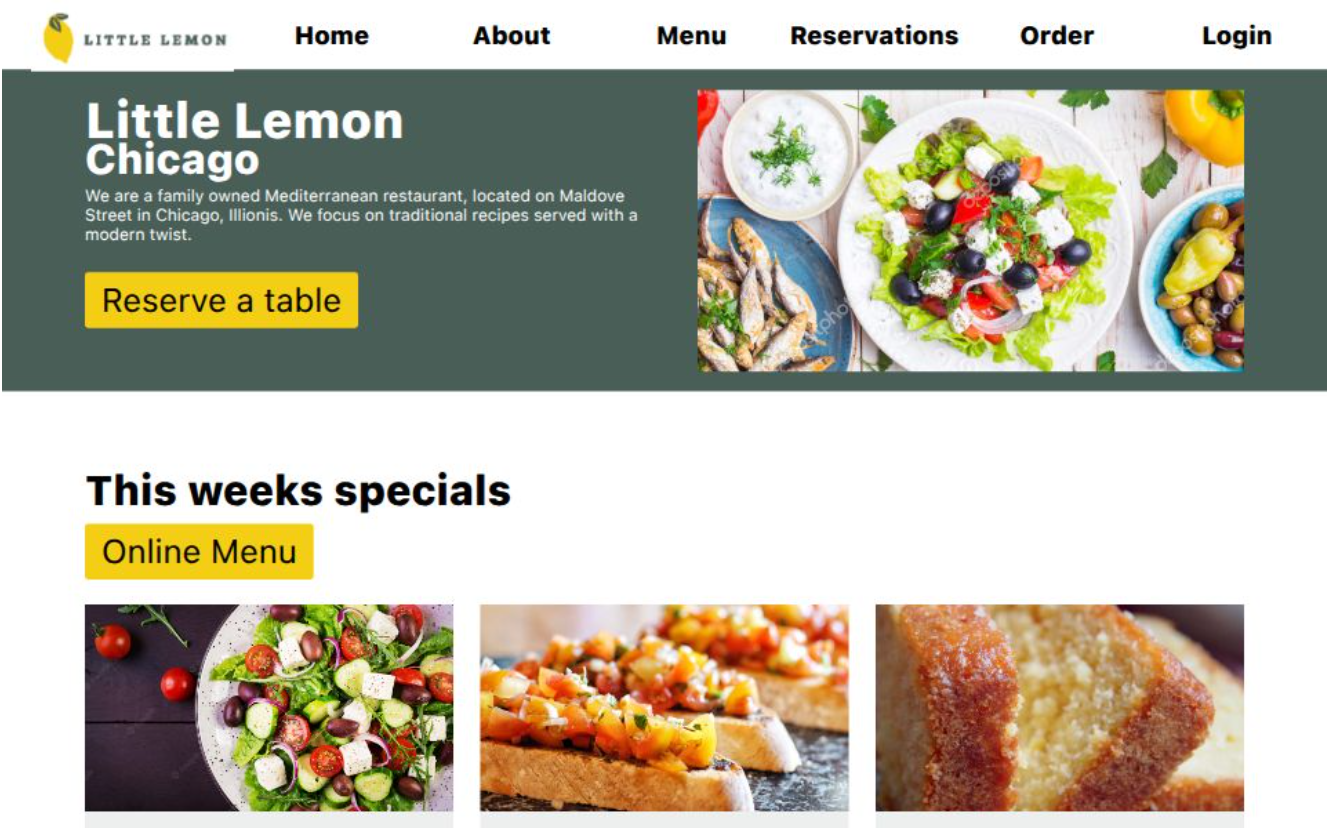 LITTLE LEMON
Home About Menu Reservations Order Login
Little Lemon
Chicago
We are a family owned Mediterranean restaurant, located on Maldove
Street in Chicago, Illionis. We focus on traditional recipes served with a
modern twist.
Reserve a table
This weeks specials
Online Menu